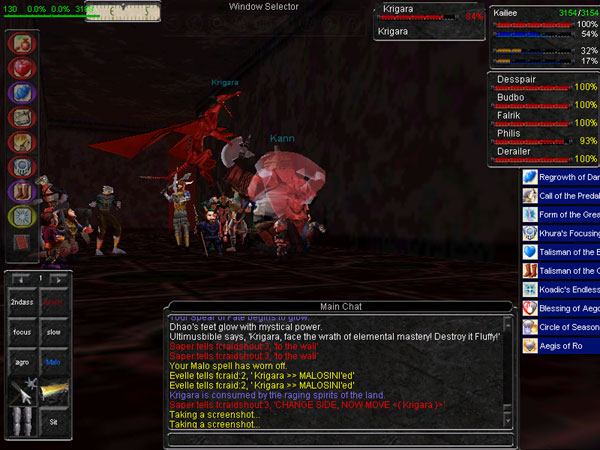 130 0.0% 0.0% 3154
Window Selector
Krigara
84%
Krigara
Kailee 3154/3154
100%
54%
32%
17%
Desspair
100%
Budbo
100%
Falrik
100%
Philis
93%
Derailer
100%
Krigara
Kann
Regrowth of Dar
Call of the Predat
Form of the Grea
Khura's Focusing
Talisman of the B
Talisman of the C
Koadic's Endless
Blessing of Aego
Circle of Season
Aegis of Ro
1
2ndass
focus
slow
agro
Malo
Sit
Main Chat
Your Spear of Fate begins to glow.
Dhao's feet glow with mystical power.
Ultimusbible says, 'Krigara, face the wrath of elemental mastery! Destroy it Fluffy!'
Saper tells fcraidshout:3, 'to the wall'
Saper tells fcraidshout:3, 'to the wall'
Your Malo spell has worn off.
Evelle tells fcraid:2, ' Krigara >> MALOSINI'ed'
Evelle tells fcraid:2, ' Krigara >> MALOSINI'ed'
Krigara is consumed by the raging spirits of the land.
Saper tells fcraidshout:3, 'CHANGE SIDE, NOW MOVE <( Krigara )>'
Taking a screenshot...
Taking a screenshot...